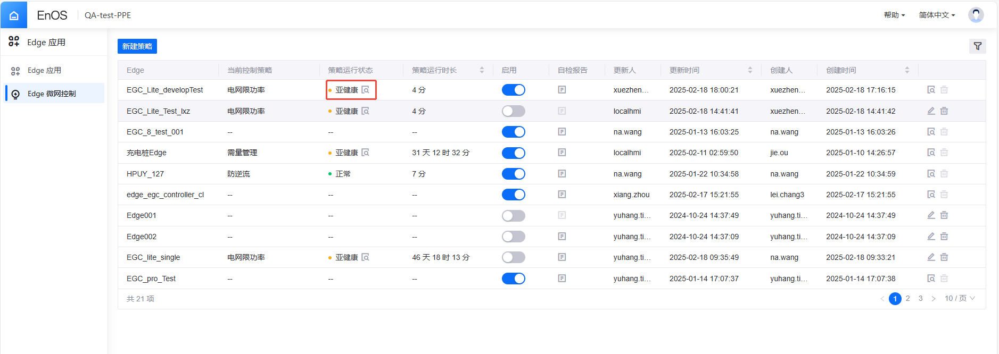 EnOS QA-test-PPE 帮助 简体中文
Edge 应用
Edge 应用
Edge 微网控制
新建策略
Edge 当前控制策略 策略运行状态 策略运行时长 启用 自检报告 更新人 更新时间 创建人 创建时间
EGC_Lite_developTest 电网限功率 亚健康 4 分 xuezhen... 2025-02-18 18:00:21 xuezhen... 2025-02-18 17:16:15
EGC_Lite_Test_lxz 电网限功率 亚健康 4 分 localhmi 2025-02-18 14:41:41 xuezhen... 2025-02-18 14:41:42
EGC_8_test_001 -- -- -- na.wang 2025-01-13 16:03:25 na.wang 2025-01-13 16:03:26
充电桩Edge 需量管理 亚健康 31 天 12 时 32 分 localhmi 2025-02-11 02:59:50 jie.ou 2025-01-10 14:26:57
HPUY_127 防逆流 正常 7 分 na.wang 2025-01-22 10:34:58 na.wang 2025-01-22 10:34:59
edge_egc_controller_cl -- -- -- xiang.zhou 2025-02-17 15:21:55 lei.chang3 2025-02-17 15:21:55
Edge001 -- -- -- yuhang.ti... 2024-10-24 14:37:49 yuhang.ti... 2024-10-24 14:37:49
Edge002 -- -- -- yuhang.ti... 2024-10-24 14:37:09 yuhang.ti... 2024-10-24 14:37:09
EGC_lite_single 电网限功率 亚健康 46 天 18 时 13 分 yuhang.ti... 2025-02-18 09:35:49 na.wang 2025-02-18 09:33:21
EGC_pro_Test -- -- -- yuhang.ti... 2025-01-14 17:07:37 yuhang.ti... 2025-01-14 17:07:38
共 21 项 < 1 2 3 > 10 / 页